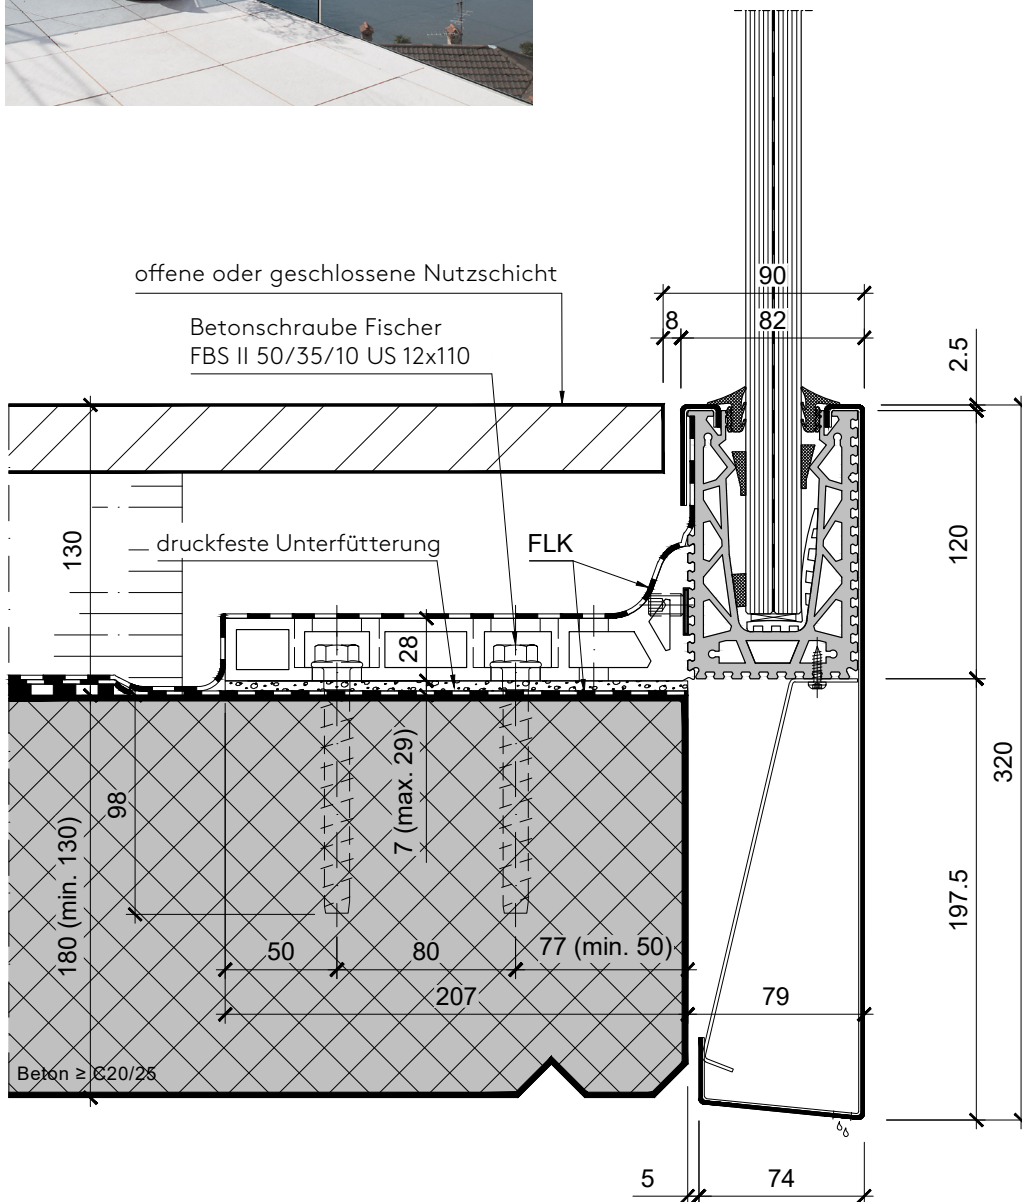 90
8
82
2.5
offene oder geschlossene Nutzschicht
Betonschraube Fischer
FBS II 50/35/10 US 12x110
130
druckfeste Unterfütterung
FLK
120
28
320
7 (max. 29)
98
180 (min. 130)
197.5
50
80
77 (min. 50)
207
79
Beton ≥ C20/25
5
74